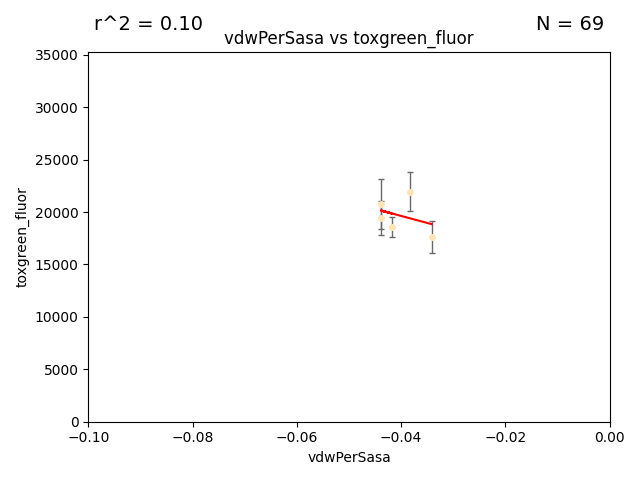 r^2 = 0.10
N = 69
vdwPerSasa vs toxgreen_fluor
35000
30000
25000
20000
15000
10000
5000
0
toxgreen_fluor
−0.10
−0.08
−0.06
−0.04
−0.02
0.00
vdwPerSasa